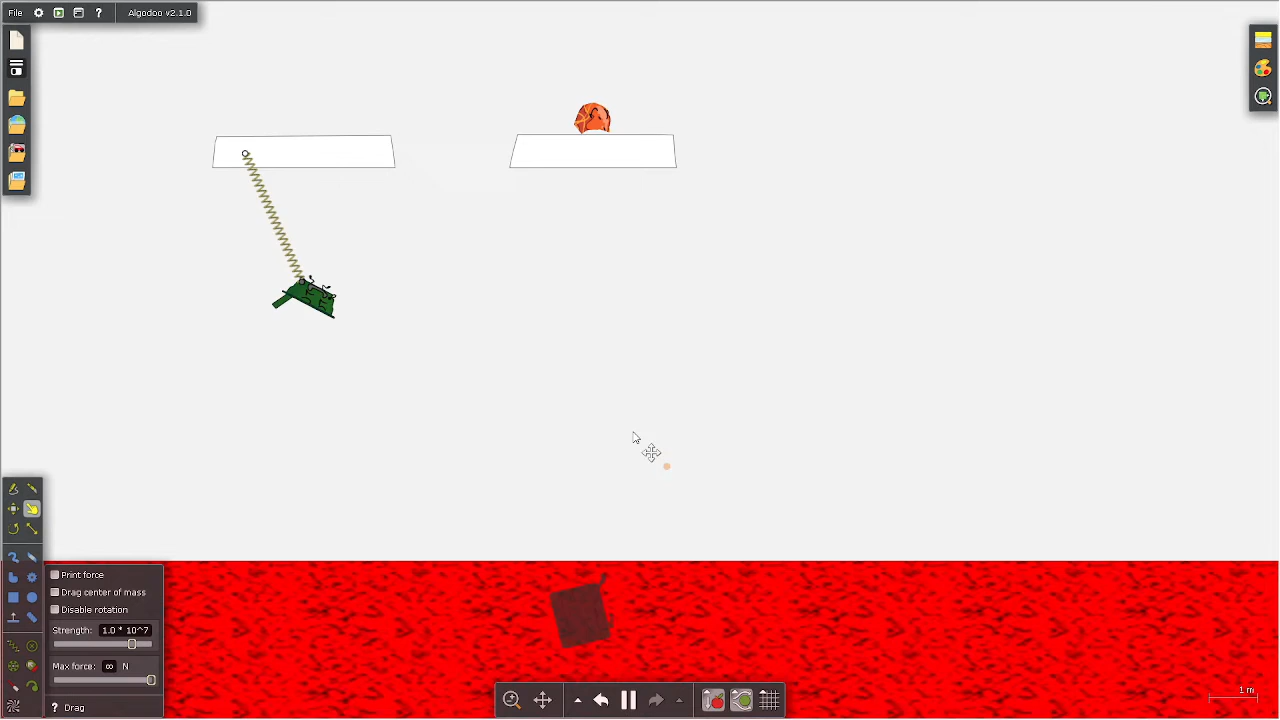 File ? Algodoo v2.1.0
Print force
Drag center of mass
Disable rotation
Strength: 1.0 * 10^7
Max force: ∞ N
? Drag
1 m